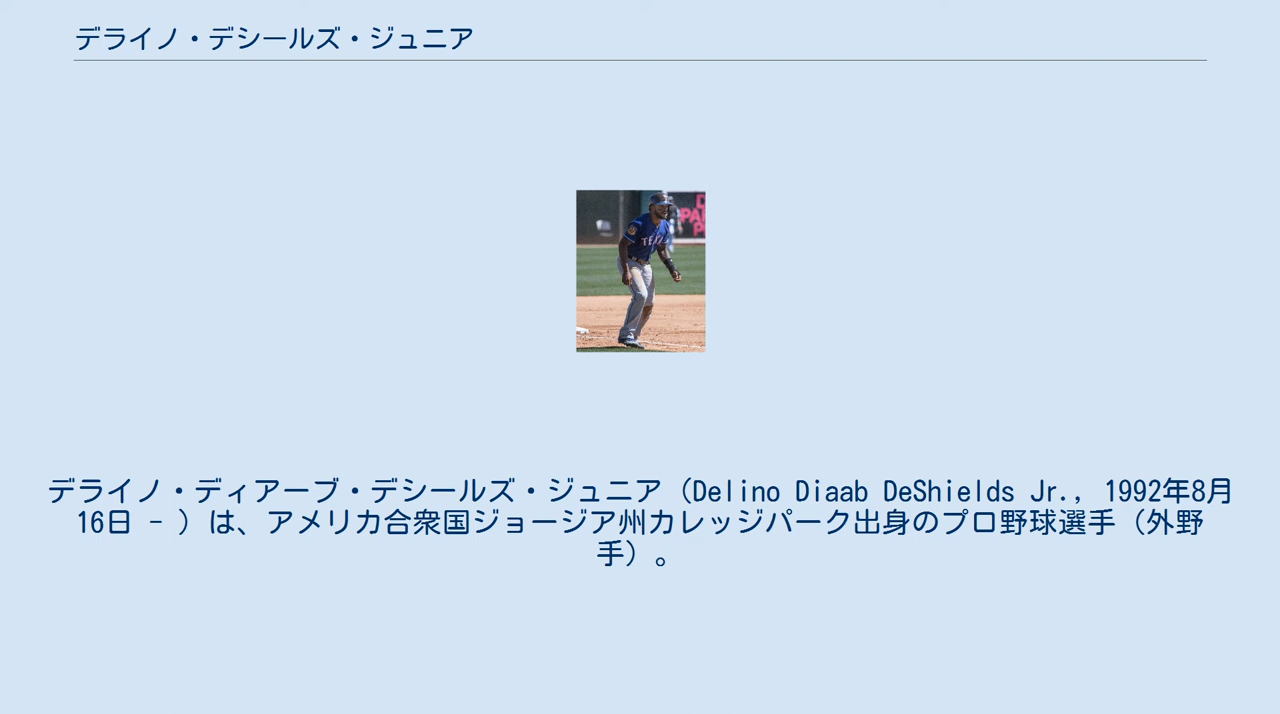 デライノ・デシールズ・ジュニア
デライノ・ディアーブ・デシールズ・ジュニア（Delino Diaab DeShields Jr., 1992年8月
16日 - ）は、アメリカ合衆国ジョージア州カレッジパーク出身のプロ野球選手（外野
手）。